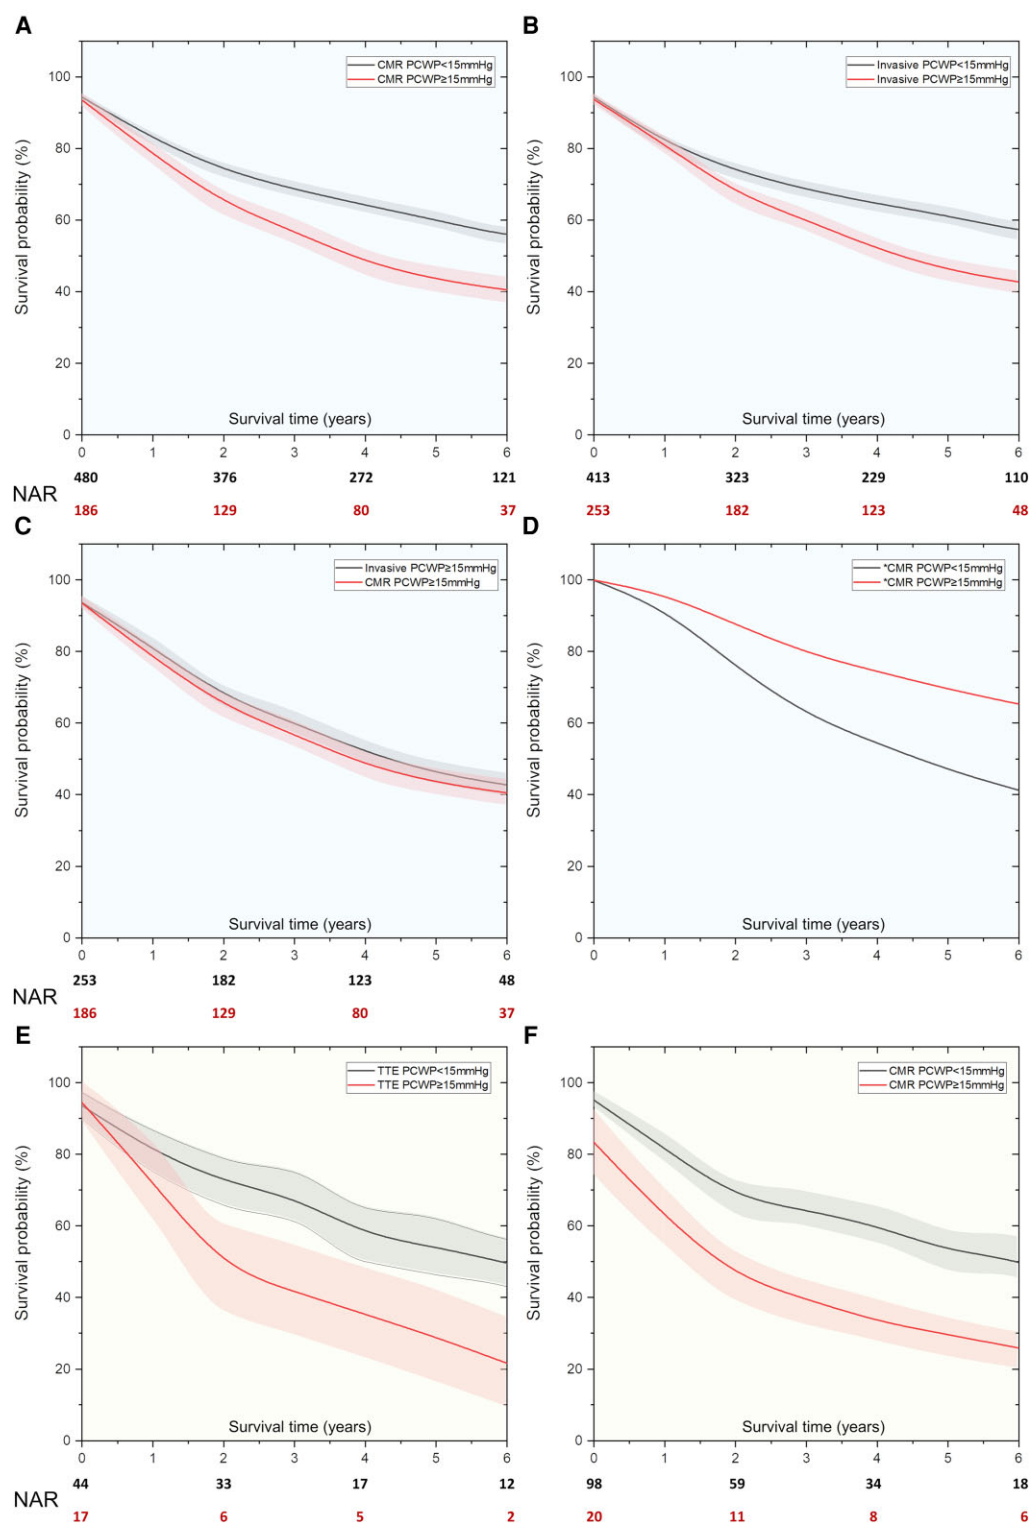 A
CMR PCWP<15mmHg
CMR PCWP≥15mmHg
100
80
60
40
20
0
Survival probability (%)
Survival time (years)
0 1 2 3 4 5 6
480 376 272 121
NAR
186 129 80 37
B
Invasive PCWP<15mmHg
Invasive PCWP≥15mmHg
100
80
60
40
20
0
Survival probability (%)
Survival time (years)
0 1 2 3 4 5 6
413 323 229 110
253 182 123 48
C
Invasive PCWP≥15mmHg
CMR PCWP≥15mmHg
100
80
60
40
20
0
Survival probability (%)
Survival time (years)
0 1 2 3 4 5 6
253 182 123 48
NAR
186 129 80 37
D
*CMR PCWP<15mmHg
*CMR PCWP≥15mmHg
100
80
60
40
20
0
Survival probability (%)
Survival time (years)
0 1 2 3 4 5 6
E
TTE PCWP<15mmHg
TTE PCWP≥15mmHg
100
80
60
40
20
0
Survival probability (%)
Survival time (years)
0 1 2 3 4 5 6
44 33 17 12
NAR
17 6 5 2
F
CMR PCWP<15mmHg
CMR PCWP≥15mmHg
100
80
60
40
20
0
Survival probability (%)
Survival time (years)
0 1 2 3 4 5 6
98 59 34 18
20 11 8 6